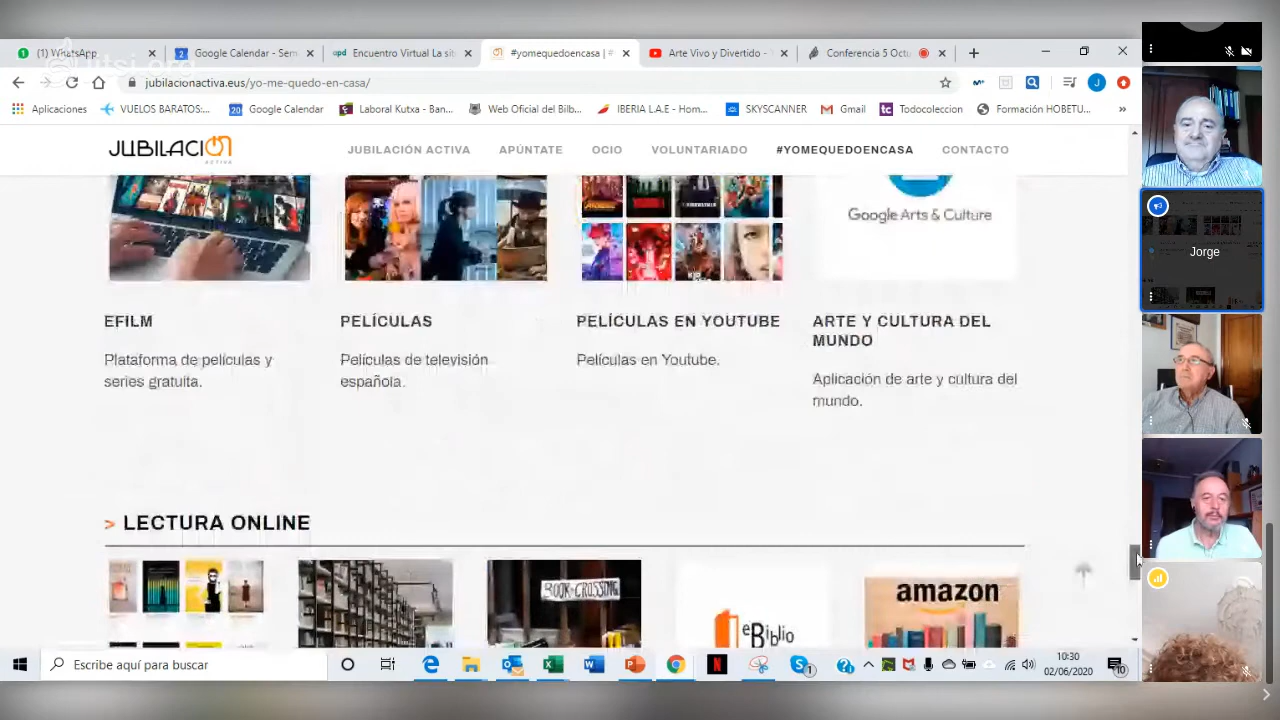 (1) WhatsApp
Google Calendar - Sem
Encuentro Virtual La sit
#yomequedoencasa | #
Arte Vivo y Divertido - Y
Conferencia 5 Octu
jitsi.org
jubilacionactiva.eus/yo-me-quedo-en-casa/
J
Aplicaciones
VUELOS BARATOS:...
Google Calendar
Laboral Kutxa - Ban...
Web Oficial del Bilb...
IBERIA L.A.E - Hom...
SKYSCANNER
Gmail
Todocoleccion
Formación HOBETU...
»
JUBILACION
ACTIVA
JUBILACIÓN ACTIVA
APÚNTATE
OCIO
VOLUNTARIADO
#YOMEQUEDOENCASA
CONTACTO
Google Arts & Culture
Jorge
EFILM
PELÍCULAS
PELÍCULAS EN YOUTUBE
ARTE Y CULTURA DEL
MUNDO
Plataforma de películas y
series gratuita.
Películas de televisión
española.
Películas en Youtube.
Aplicación de arte y cultura del
mundo.
> LECTURA ONLINE
BOOK-CROSSING
eBiblio
amazon
Escribe aquí para buscar
10:30
02/06/2020
10